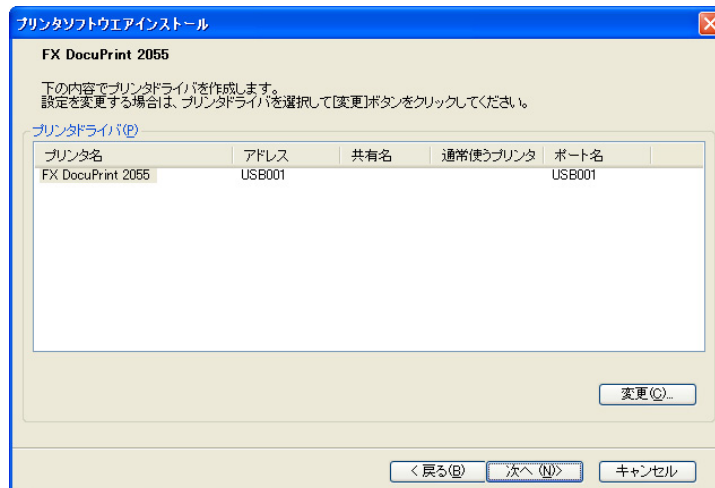 プリンタソフトウエアインストール
FX DocuPrint 2055
下の内容でプリンタドライバを作成します。
設定を変更する場合は、プリンタドライバを選択して[変更]ボタンをクリックしてください。
プリンタドライバ(P)
プリンタ名 アドレス 共有名 通常使うプリンタ ポート名
FX DocuPrint 2055 USB001 USB001
変更(C)...
< 戻る(B) 次へ (N)> キャンセル